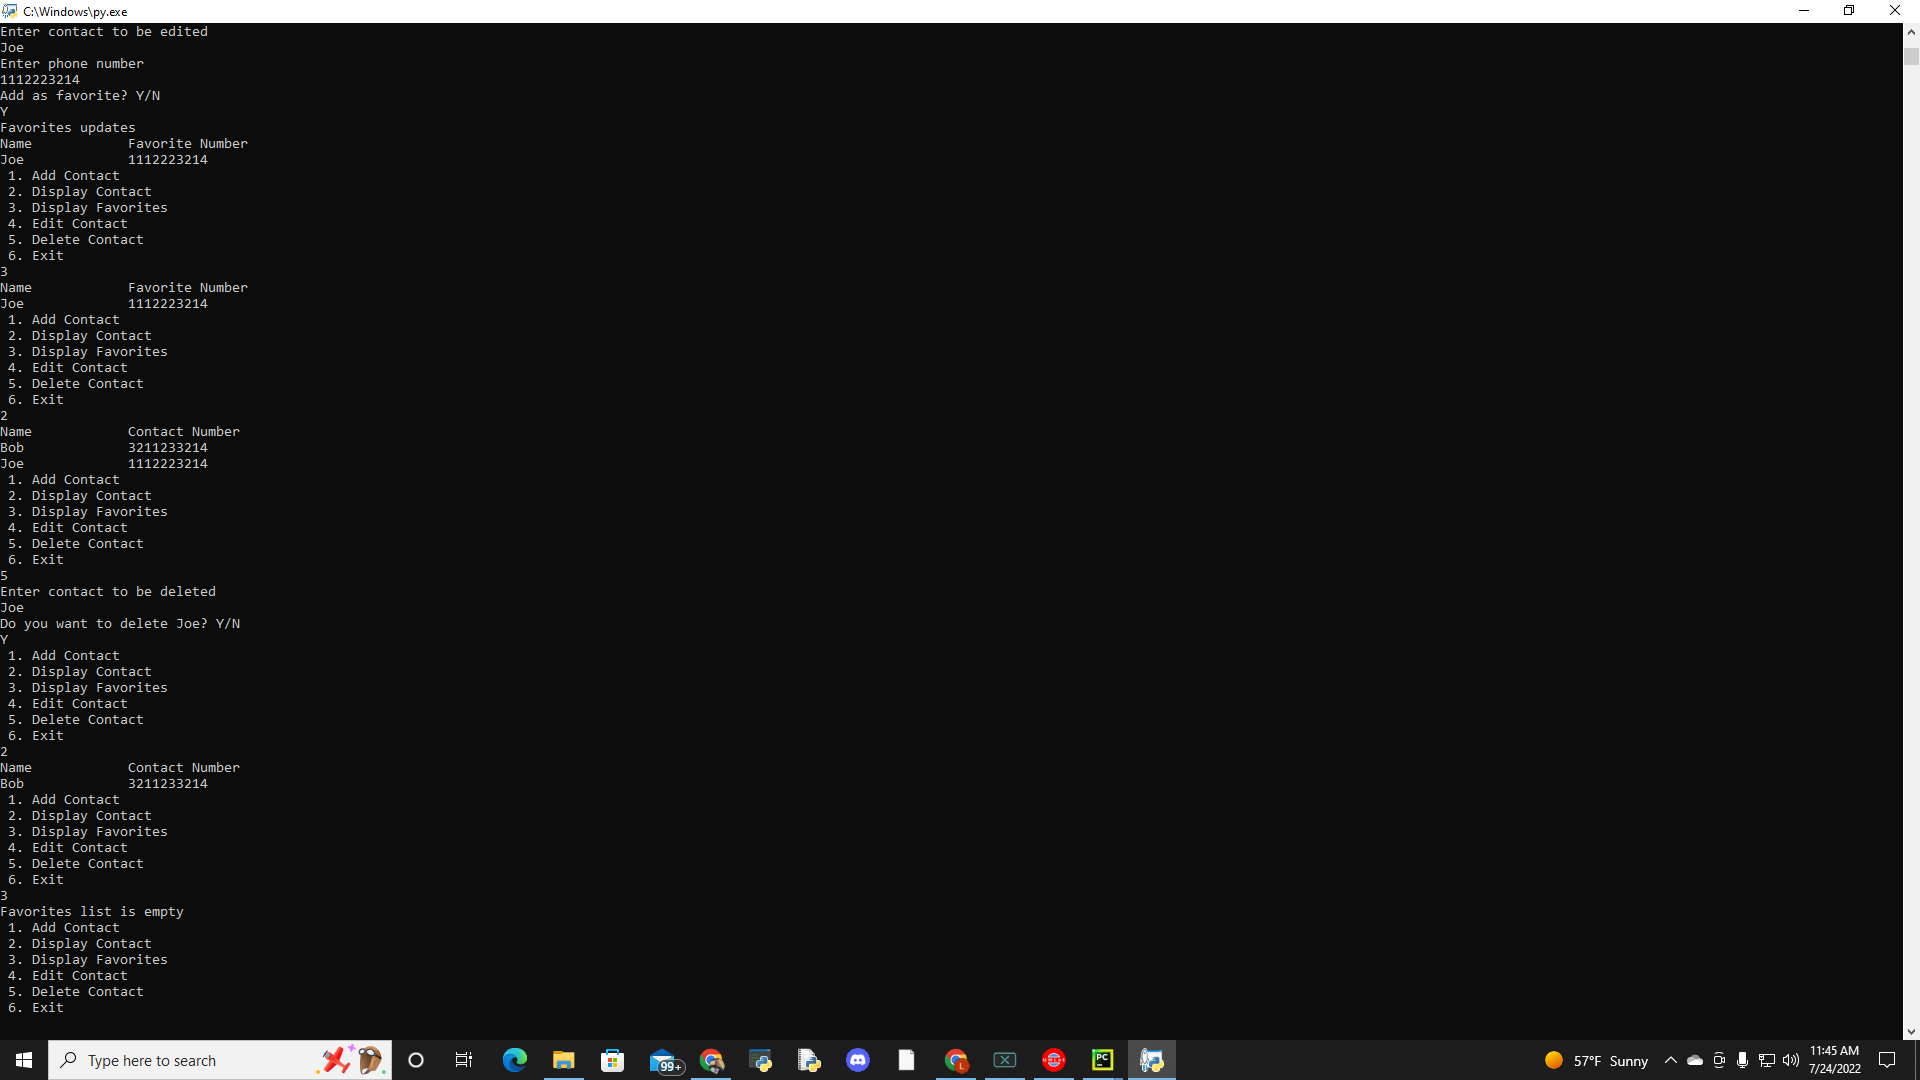 C:\Windows\py.exe
Enter contact to be edited
Joe
Enter phone number
1112223214
Add as favorite? Y/N
Y
Favorites updates
Name            Favorite Number
Joe             1112223214
 1. Add Contact
 2. Display Contact
 3. Display Favorites
 4. Edit Contact
 5. Delete Contact
 6. Exit
3
Name            Favorite Number
Joe             1112223214
 1. Add Contact
 2. Display Contact
 3. Display Favorites
 4. Edit Contact
 5. Delete Contact
 6. Exit
2
Name            Contact Number
Bob             3211233214
Joe             1112223214
 1. Add Contact
 2. Display Contact
 3. Display Favorites
 4. Edit Contact
 5. Delete Contact
 6. Exit
5
Enter contact to be deleted
Joe
Do you want to delete Joe? Y/N
Y
 1. Add Contact
 2. Display Contact
 3. Display Favorites
 4. Edit Contact
 5. Delete Contact
 6. Exit
2
Name            Contact Number
Bob             3211233214
 1. Add Contact
 2. Display Contact
 3. Display Favorites
 4. Edit Contact
 5. Delete Contact
 6. Exit
3
Favorites list is empty
 1. Add Contact
 2. Display Contact
 3. Display Favorites
 4. Edit Contact
 5. Delete Contact
 6. Exit
Type here to search
99+
L
PC
57°F Sunny
11:45 AM
7/24/2022